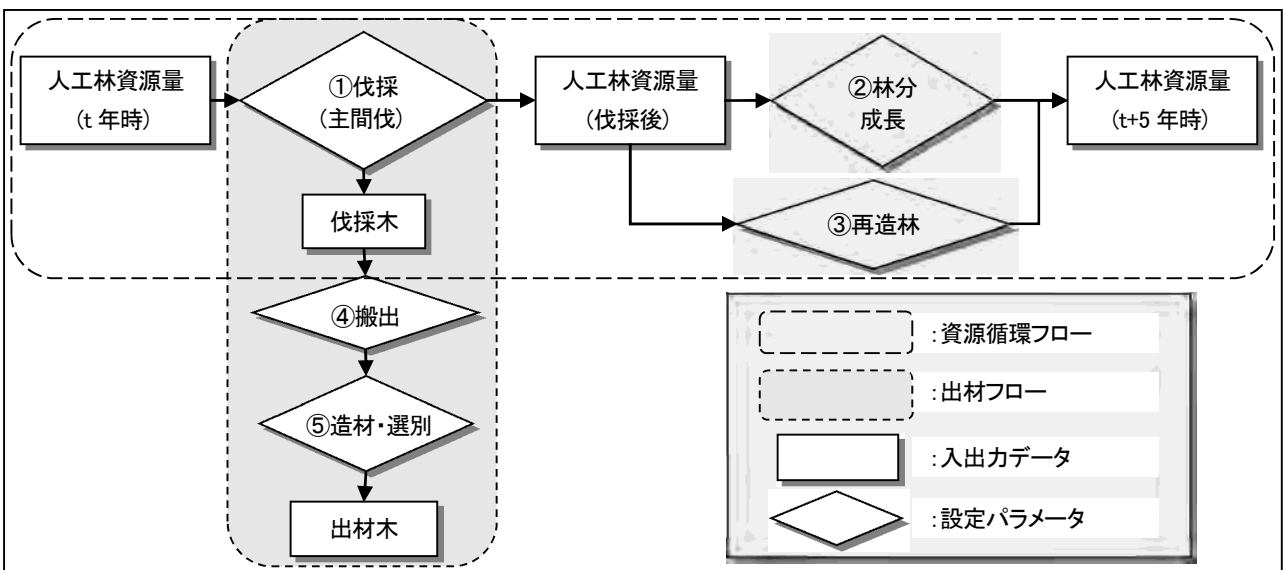 人工林資源量
(t 年時)
①伐採
(主間伐)
人工林資源量
(伐採後)
②林分
成長
人工林資源量
(t+5 年時)
③再造林
伐採木
④搬出
⑤造材・選別
出材木
:資源循環フロー
:出材フロー
:入出力データ
:設定パラメータ